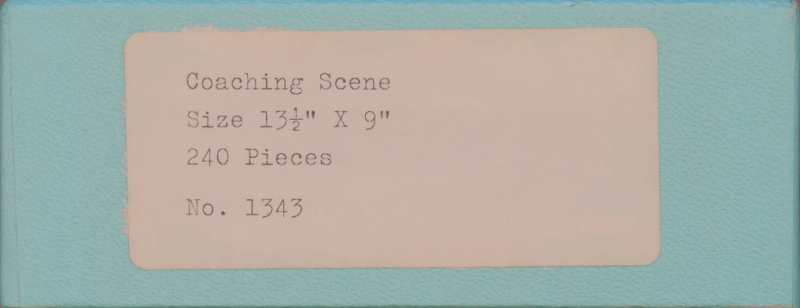 Coaching Scene
Size 13½" X 9"
240 Pieces
No. 1343